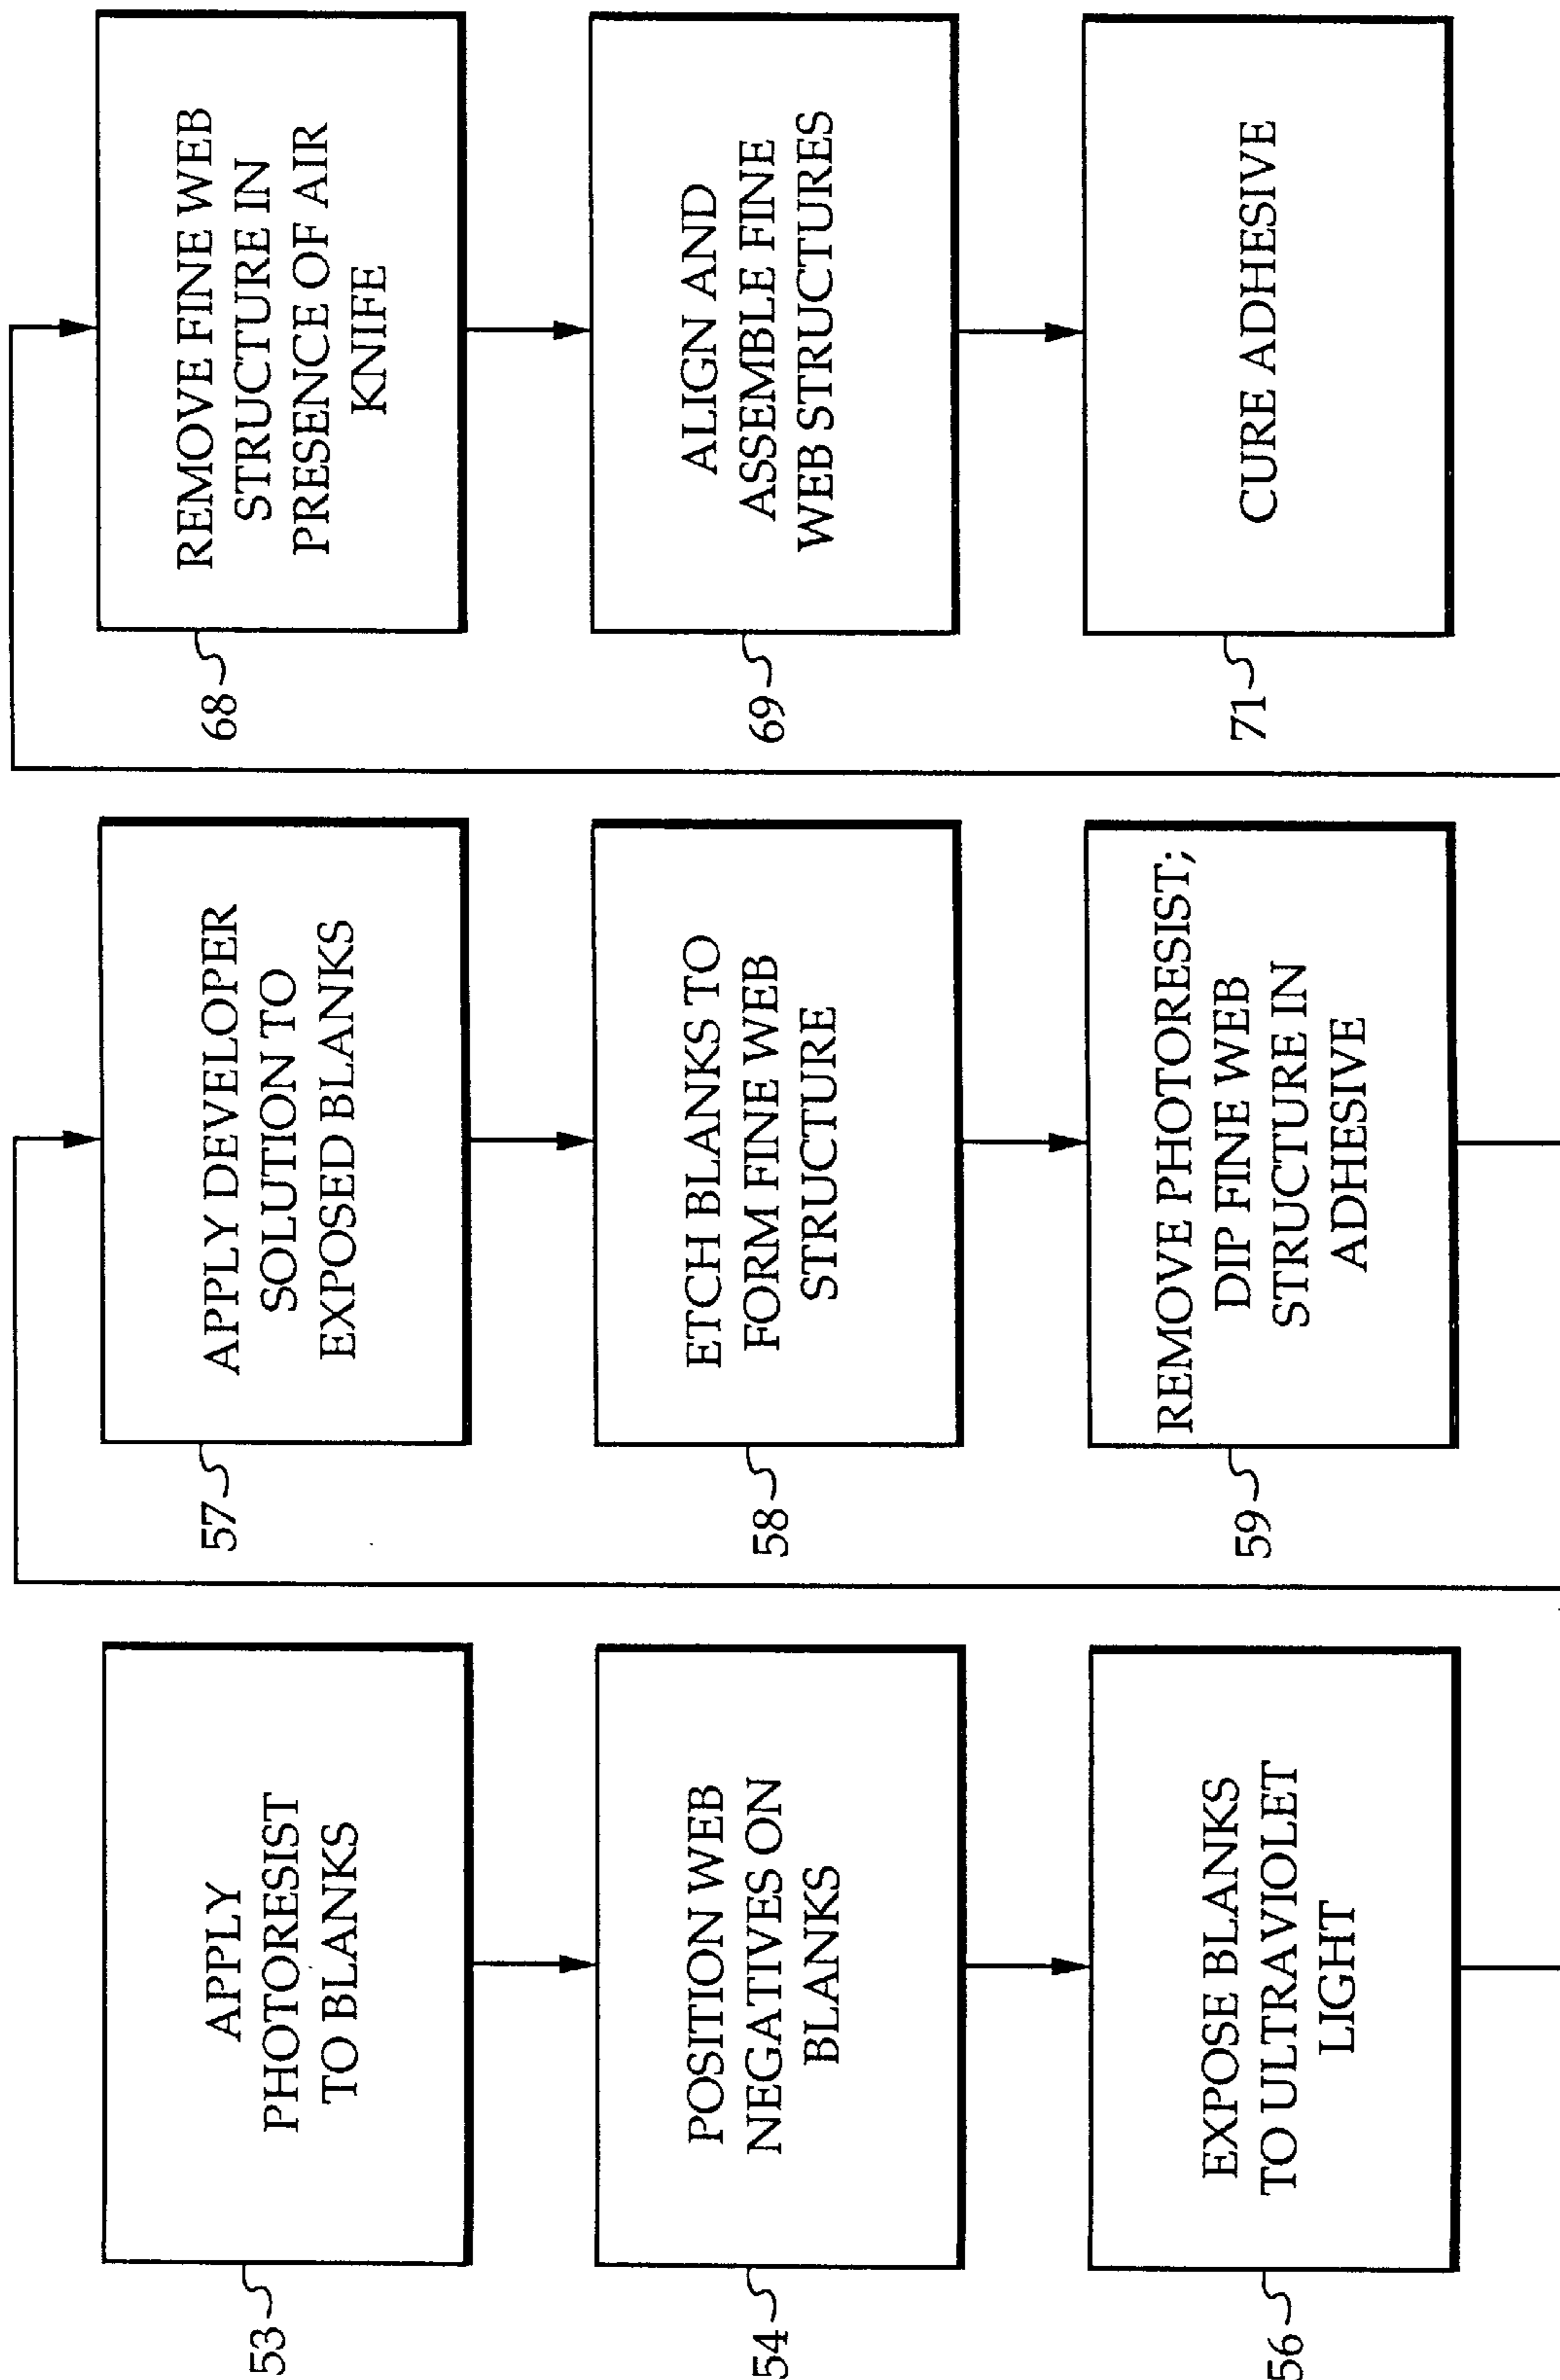 53
APPLY
PHOTORESIST
TO BLANKS
54
POSITION WEB
NEGATIVES ON
BLANKS
56
EXPOSE BLANKS
TO ULTRAVIOLET
LIGHT
57
APPLY DEVELOPER
SOLUTION TO
EXPOSED BLANKS
58
ETCH BLANKS TO
FORM FINE WEB
STRUCTURE
59
REMOVE PHOTORESIST;
DIP FINE WEB
STRUCTURE IN
ADHESIVE
68
REMOVE FINE WEB
STRUCTURE IN
PRESENCE OF AIR
KNIFE
69
ALIGN AND
ASSEMBLE FINE
WEB STRUCTURES
71
CURE ADHESIVE